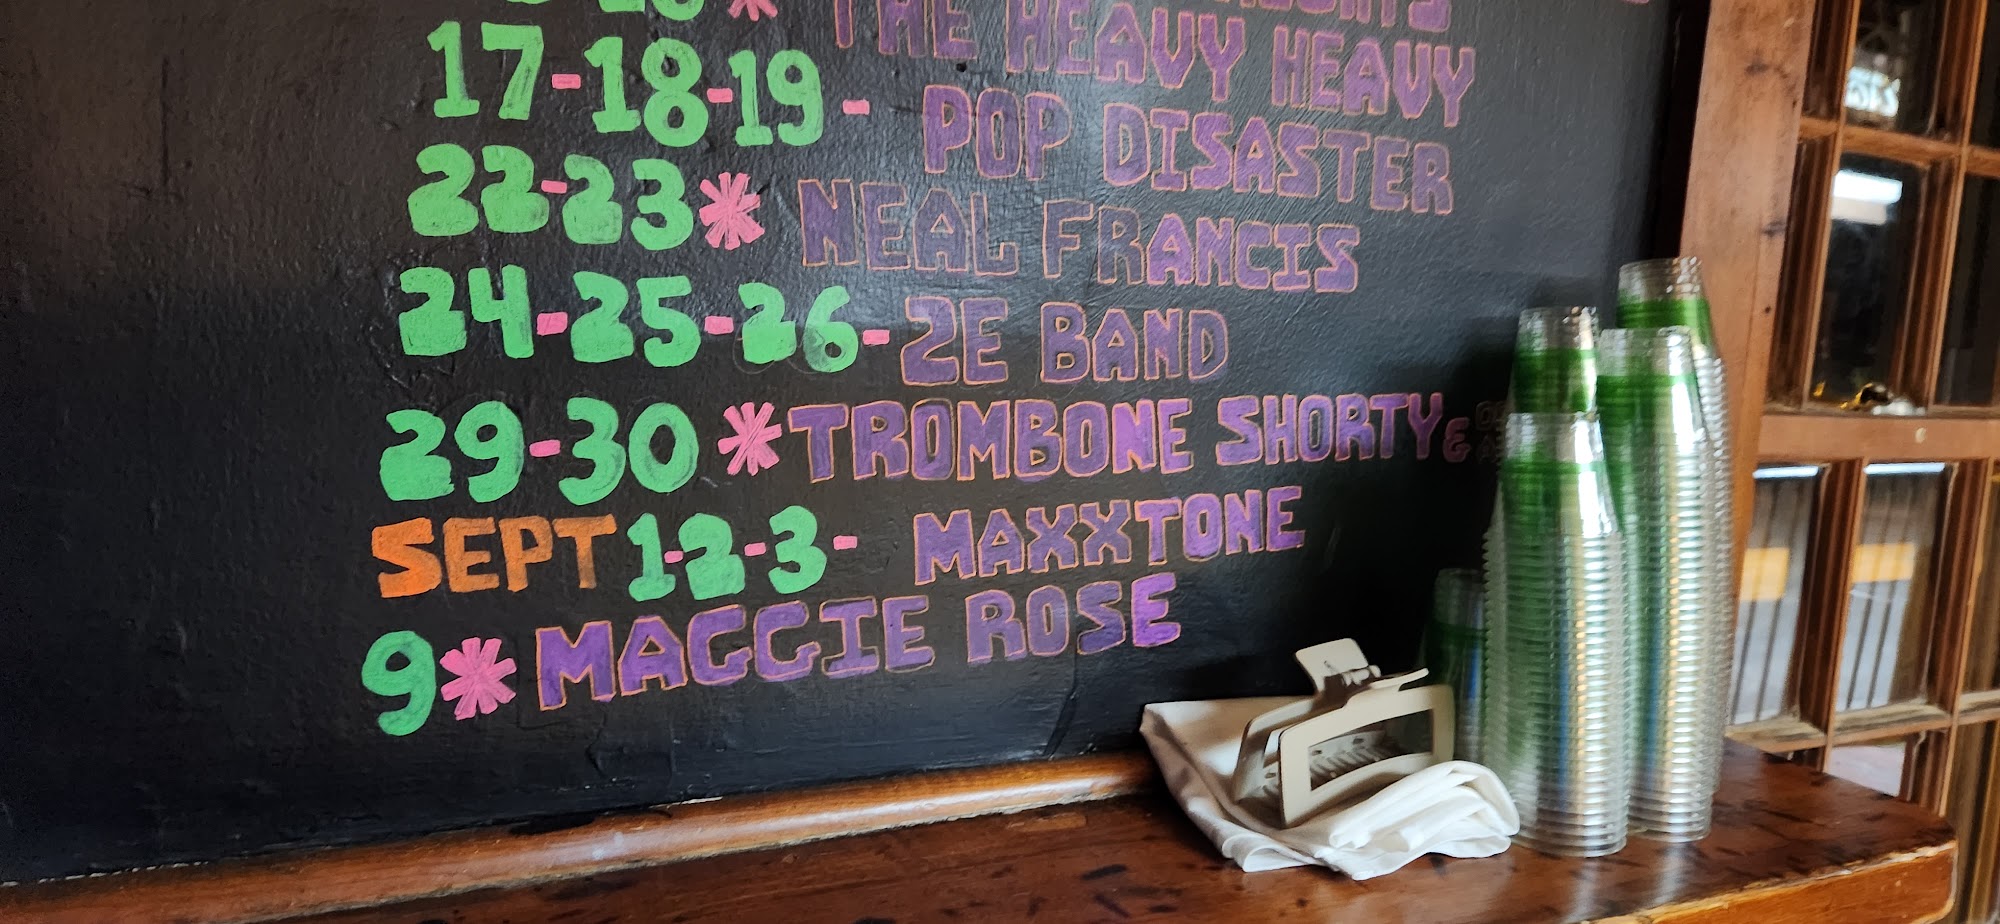 * THE HEAVY HEAVY
17-18-19 - POP DISASTER
22-23 * NEAL FRANCIS
24-25-26 - 2E BAND
29-30 * TROMBONE SHORTY &
SEPT 1-2-3 - MAXXTONE
9 * MAGGIE ROSE